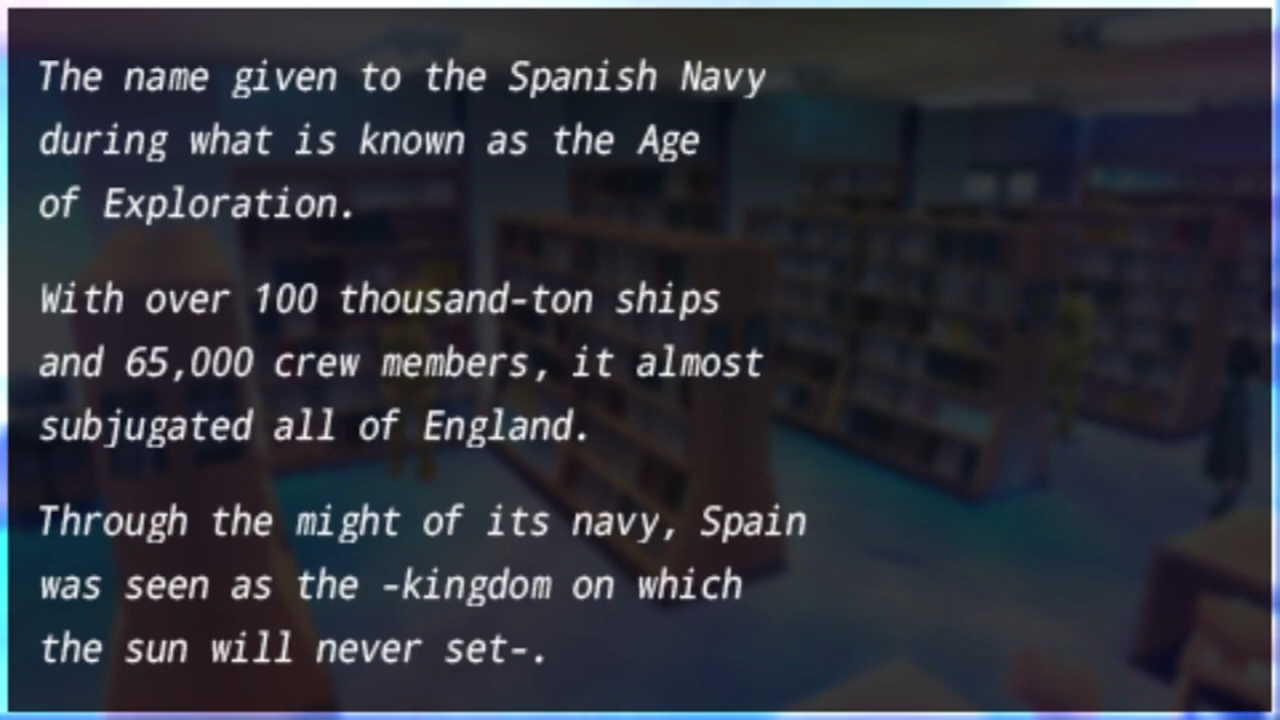 The name given to the Spanish Navy
during what is known as the Age
of Exploration.
With over 100 thousand-ton ships
and 65,000 crew members, it almost
subjugated all of England.
Through the might of its navy, Spain
was seen as the -kingdom on which
the sun will never set-.